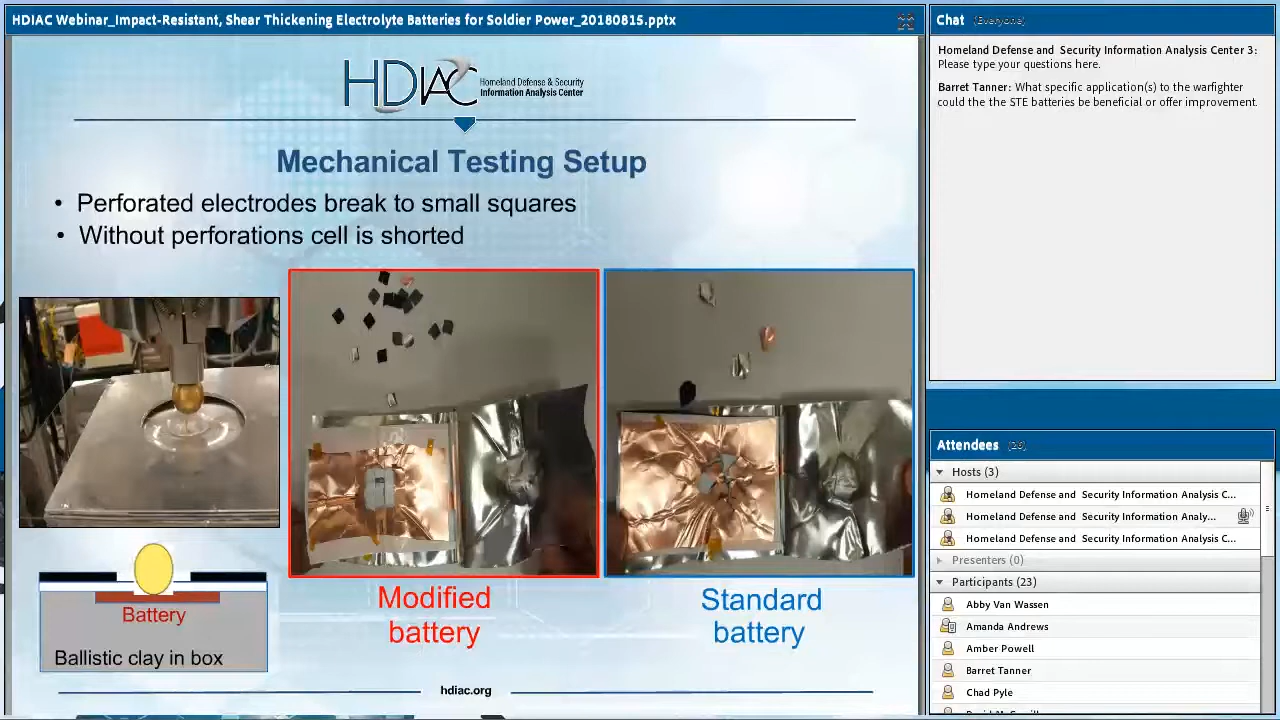 HDIAC Webinar_Impact-Resistant, Shear Thickening Electrolyte Batteries for Soldier Power_20180815.pptx
HDIAC
Homeland Defense & Security
Information Analysis Center
Mechanical Testing Setup
• Perforated electrodes break to small squares
• Without perforations cell is shorted
Battery
Ballistic clay in box
Modified
battery
Standard
battery
hdiac.org
Chat (Everyone)
Homeland Defense and Security Information Analysis Center 3:
Please type your questions here.
Barret Tanner: What specific application(s) to the warfighter
could the the STE batteries be beneficial or offer improvement.
Attendees (26)
Hosts (3)
Homeland Defense and Security Information Analysis C...
Homeland Defense and Security Information Analy...
Homeland Defense and Security Information Analysis C...
Presenters (0)
Participants (23)
Abby Van Wassen
Amanda Andrews
Amber Powell
Barret Tanner
Chad Pyle